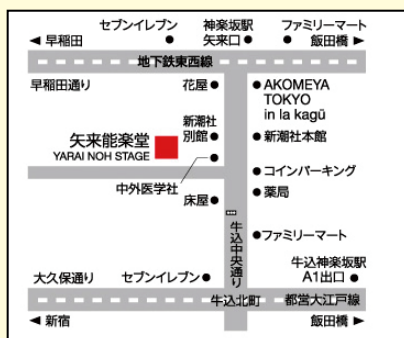 セブンイレブン
神楽坂駅
矢来口
ファミリーマート
◀ 早稲田
飯田橋 ▶
地下鉄東西線
早稲田通り
花屋
AKOMEYA
TOKYO
in la kagū
新潮社
別館
新潮社本館
矢来能楽堂
YARAI NOH STAGE
コインパーキング
中外医学社
薬局
床屋
牛込中央通り
ファミリーマート
牛込神楽坂駅
A1出口
大久保通り
セブンイレブン
牛込北町
都営大江戸線
◀ 新宿
飯田橋 ▶